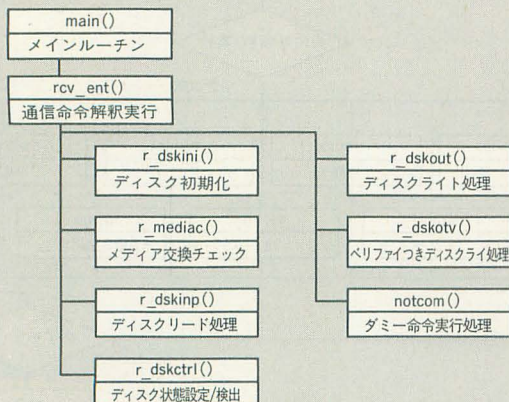 main()
メインルーチン
rcv_ent()
通信命令解釈実行
r_dskini()
ディスク初期化
r_mediac()
メディア交換チェック
r_dskinp()
ディスクリード処理
r_dskctrl()
ディスク状態設定/検出
r_dskout()
ディスクライト処理
r_dskotv()
ベリファイつきディスクライ処理
notcom()
ダミー命令実行処理